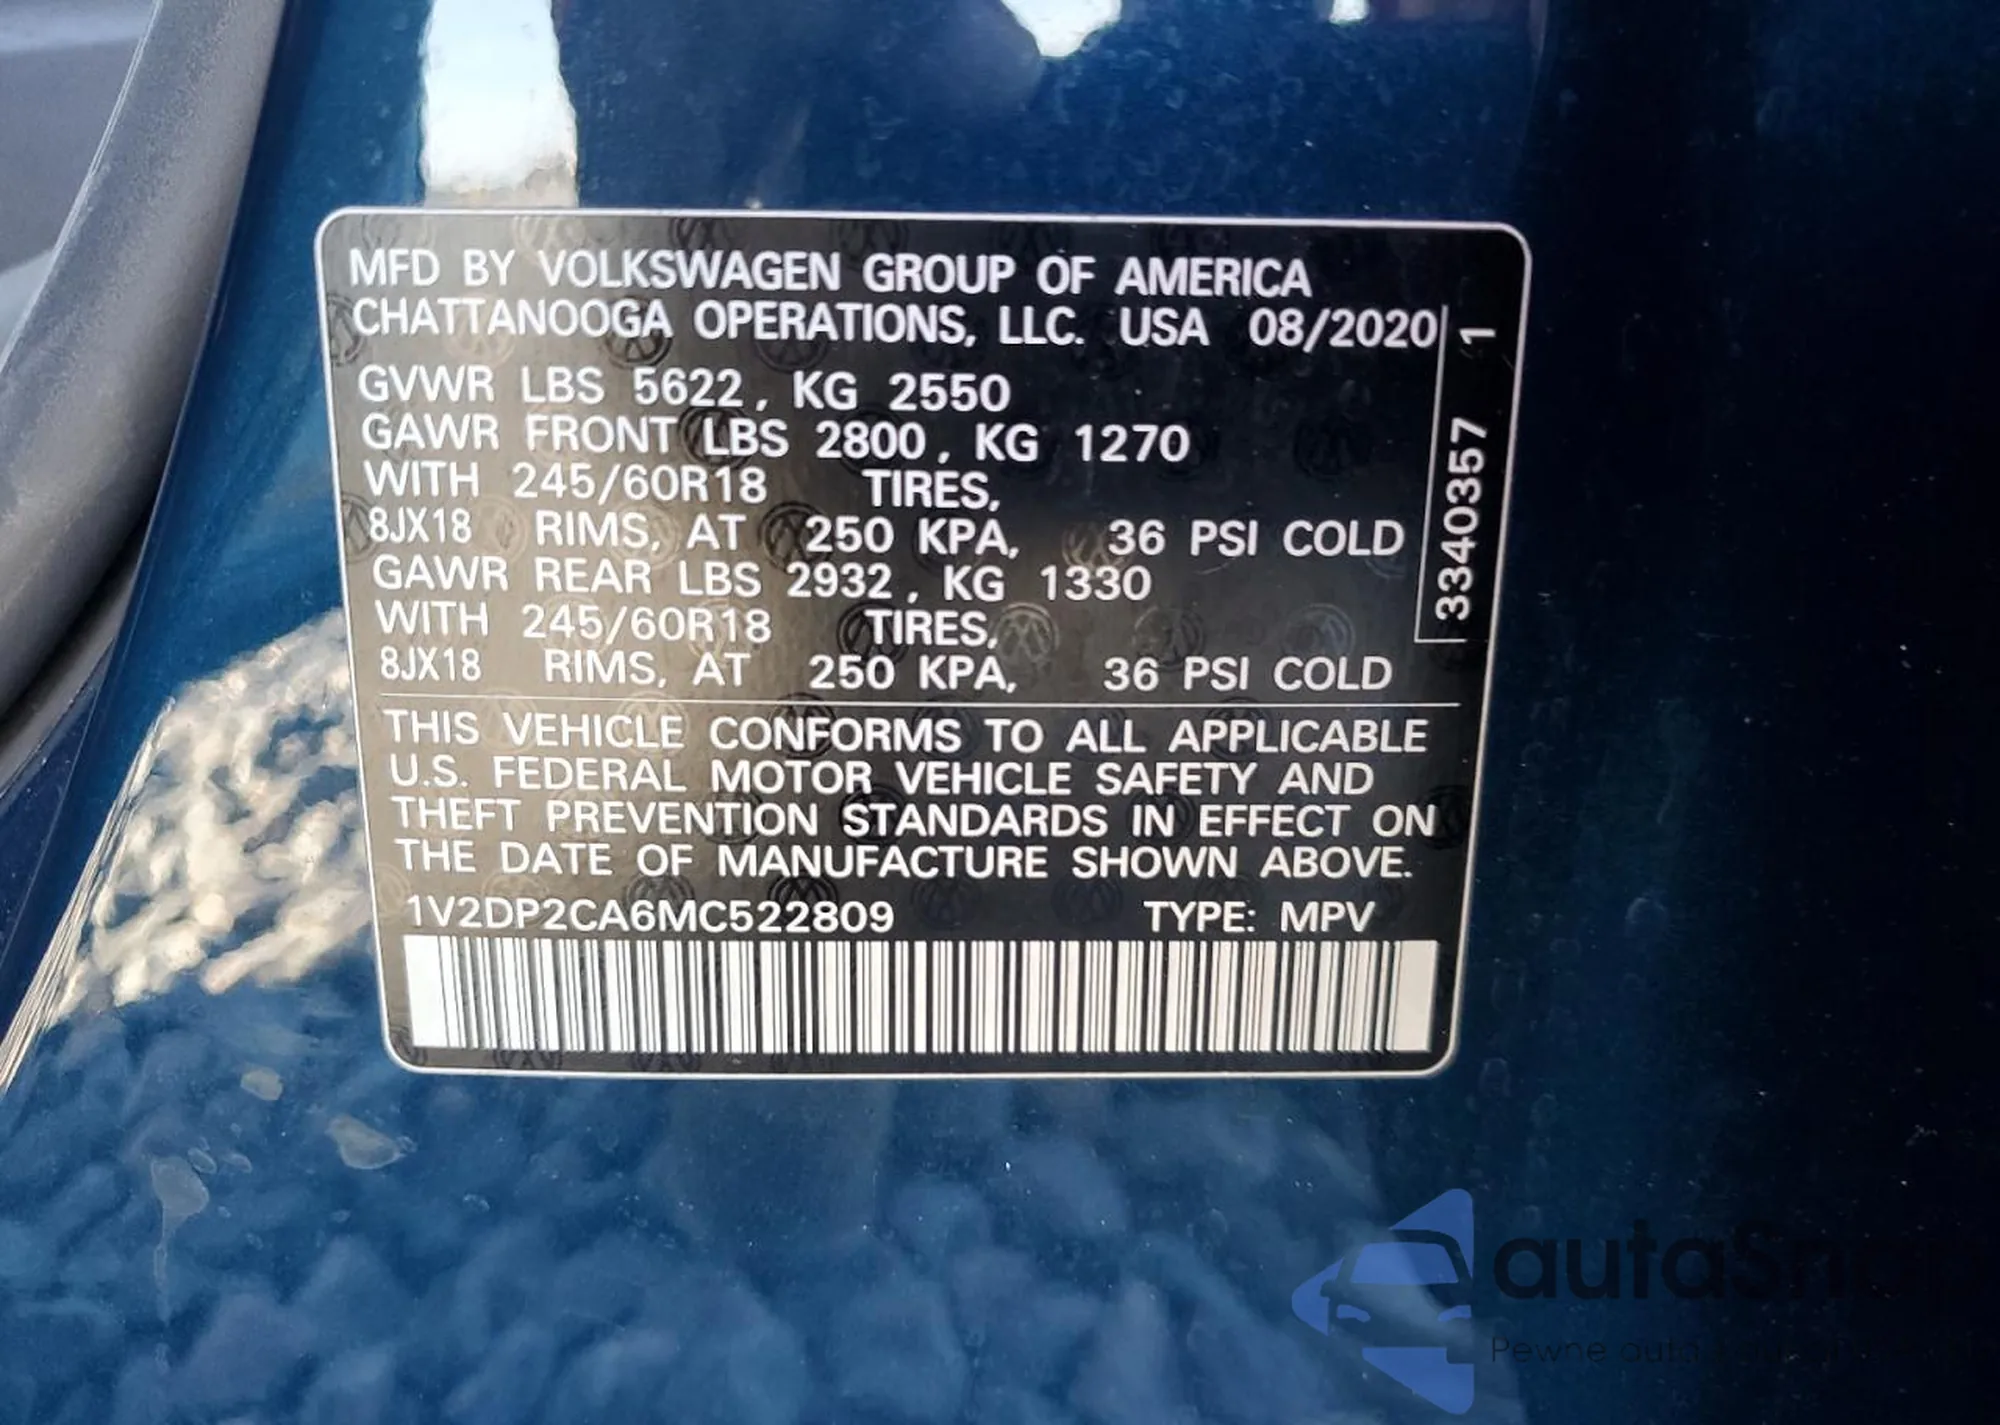 MFD BY VOLKSWAGEN GROUP OF AMERICA
CHATTANOOGA OPERATIONS, LLC. USA 08/2020
GVWR LBS 5622, KG 2550
GAWR FRONT LBS 2800, KG 1270
WITH 245/60R18 TIRES,
8JX18 RIMS, AT 250 KPA, 36 PSI COLD
GAWR REAR LBS 2932, KG 1330
WITH 245/60R18 TIRES,
8JX18 RIMS, AT 250 KPA, 36 PSI COLD
3340357 1
THIS VEHICLE CONFORMS TO ALL APPLICABLE
U.S. FEDERAL MOTOR VEHICLE SAFETY AND
THEFT PREVENTION STANDARDS IN EFFECT ON
THE DATE OF MANUFACTURE SHOWN ABOVE.
1V2DP2CA6MC522809 TYPE: MPV
Pewne auta